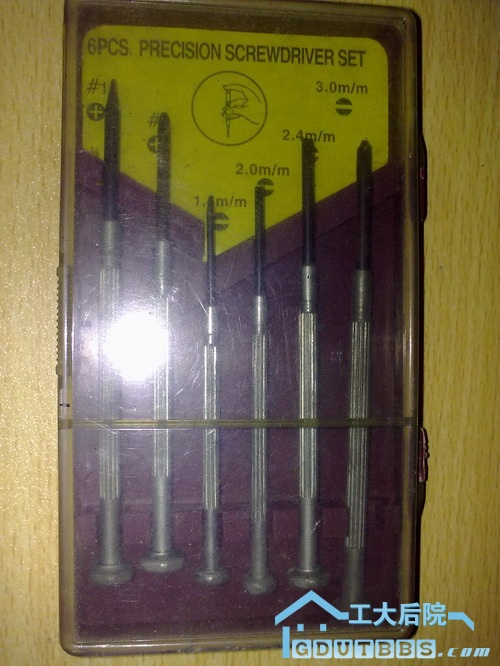 6PCS. PRECISION SCREWDRIVER SET
#1
#
3.0m/m
2.4m/m
2.0m/m
工大后院
GDUTBBS.com